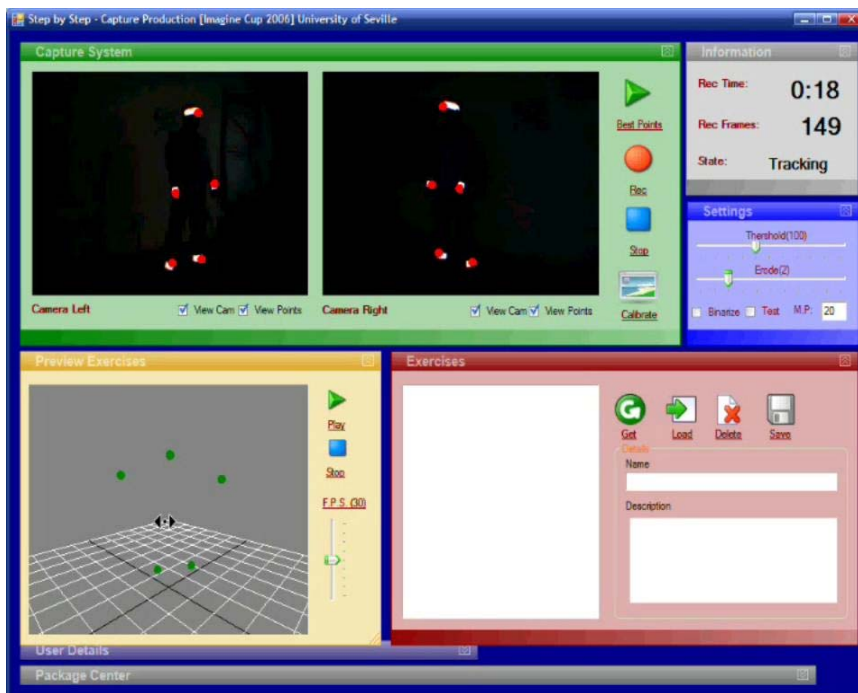 Step by Step - Capture Production [Imagine Cup 2006] University of Seville
Capture System
Information
Best Points
Rec
Stop
Calibrate
Camera Left
View Cam
View Points
Camera Right
View Cam
View Points
Rec Time:
0:18
Rec Frames:
149
State:
Tracking
Settings
Thershold(100)
Erode(2)
Binarize
Test
M.P:
20
Preview Exercises
Play
Stop
F.P.S. (30)
Exercises
Get
Load
Delete
Save
Details
Name
Description
User Details
Package Center